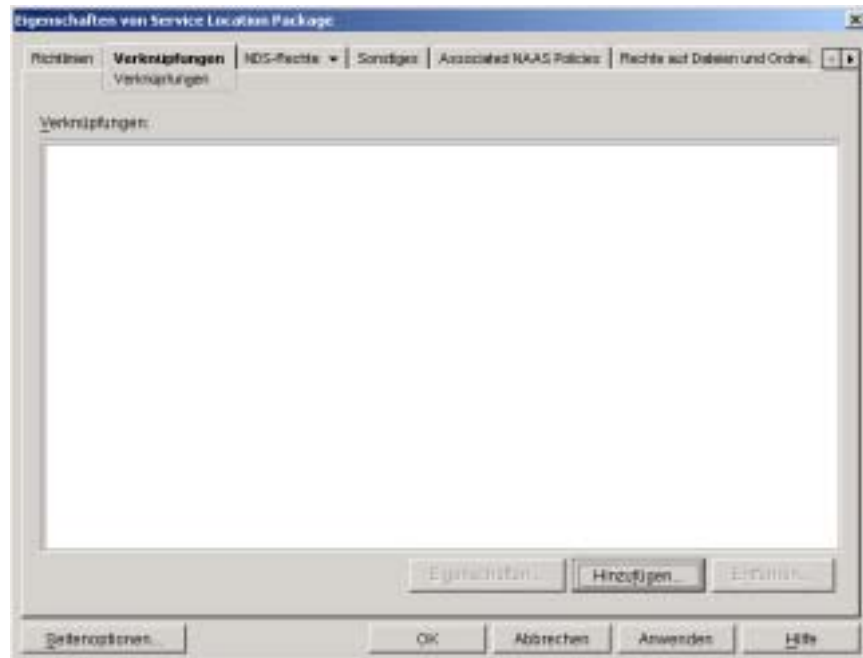 Eigenschaften von Service Location Package
Richtlinien Verknüpfungen NDS-Rechte Sonstiges Associated NAAS Policies Rechte auf Dateien und Ordne
Verknüpfungen
Verknüpfungen:
Eigenschaften... Hinzufügen... Entfernen...
Seitenoptionen... OK Abbrechen Anwenden Hilfe